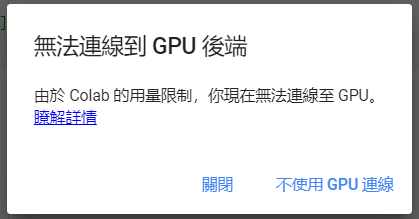 無法連線到 GPU 後端
由於 Colab 的用量限制，你現在無法連線至 GPU。
瞭解詳情
關閉 不使用 GPU 連線